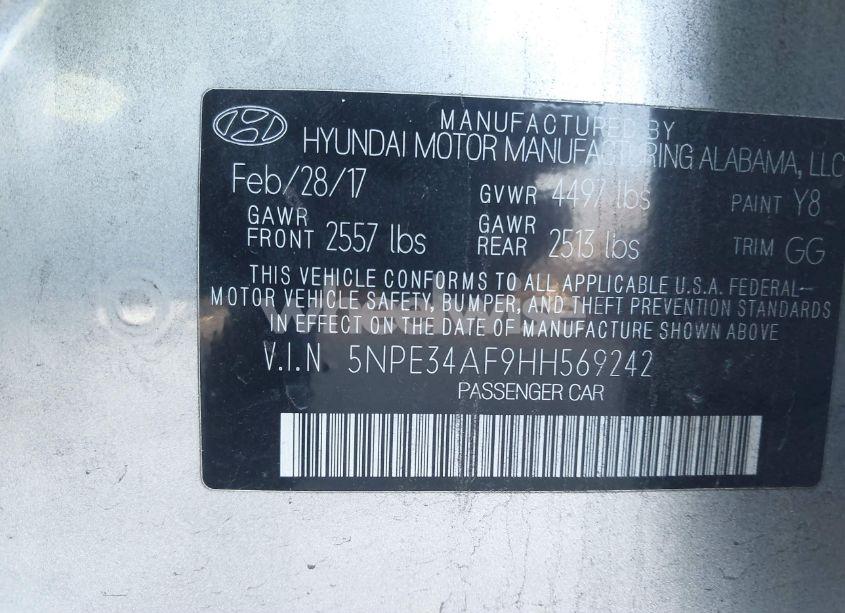 MANUFACTURED BY
HYUNDAI MOTOR MANUFACTURING ALABAMA, LLC
Feb/28/17 GVWR 4497 lbs PAINT Y8
GAWR FRONT 2557 lbs GAWR REAR 2513 lbs TRIM GG
THIS VEHICLE CONFORMS TO ALL APPLICABLE U.S.A. FEDERAL
MOTOR VEHICLE SAFETY, BUMPER, AND THEFT PREVENTION STANDARDS
IN EFFECT ON THE DATE OF MANUFACTURE SHOWN ABOVE.
V.I.N 5NPE34AF9HH569242
PASSENGER CAR